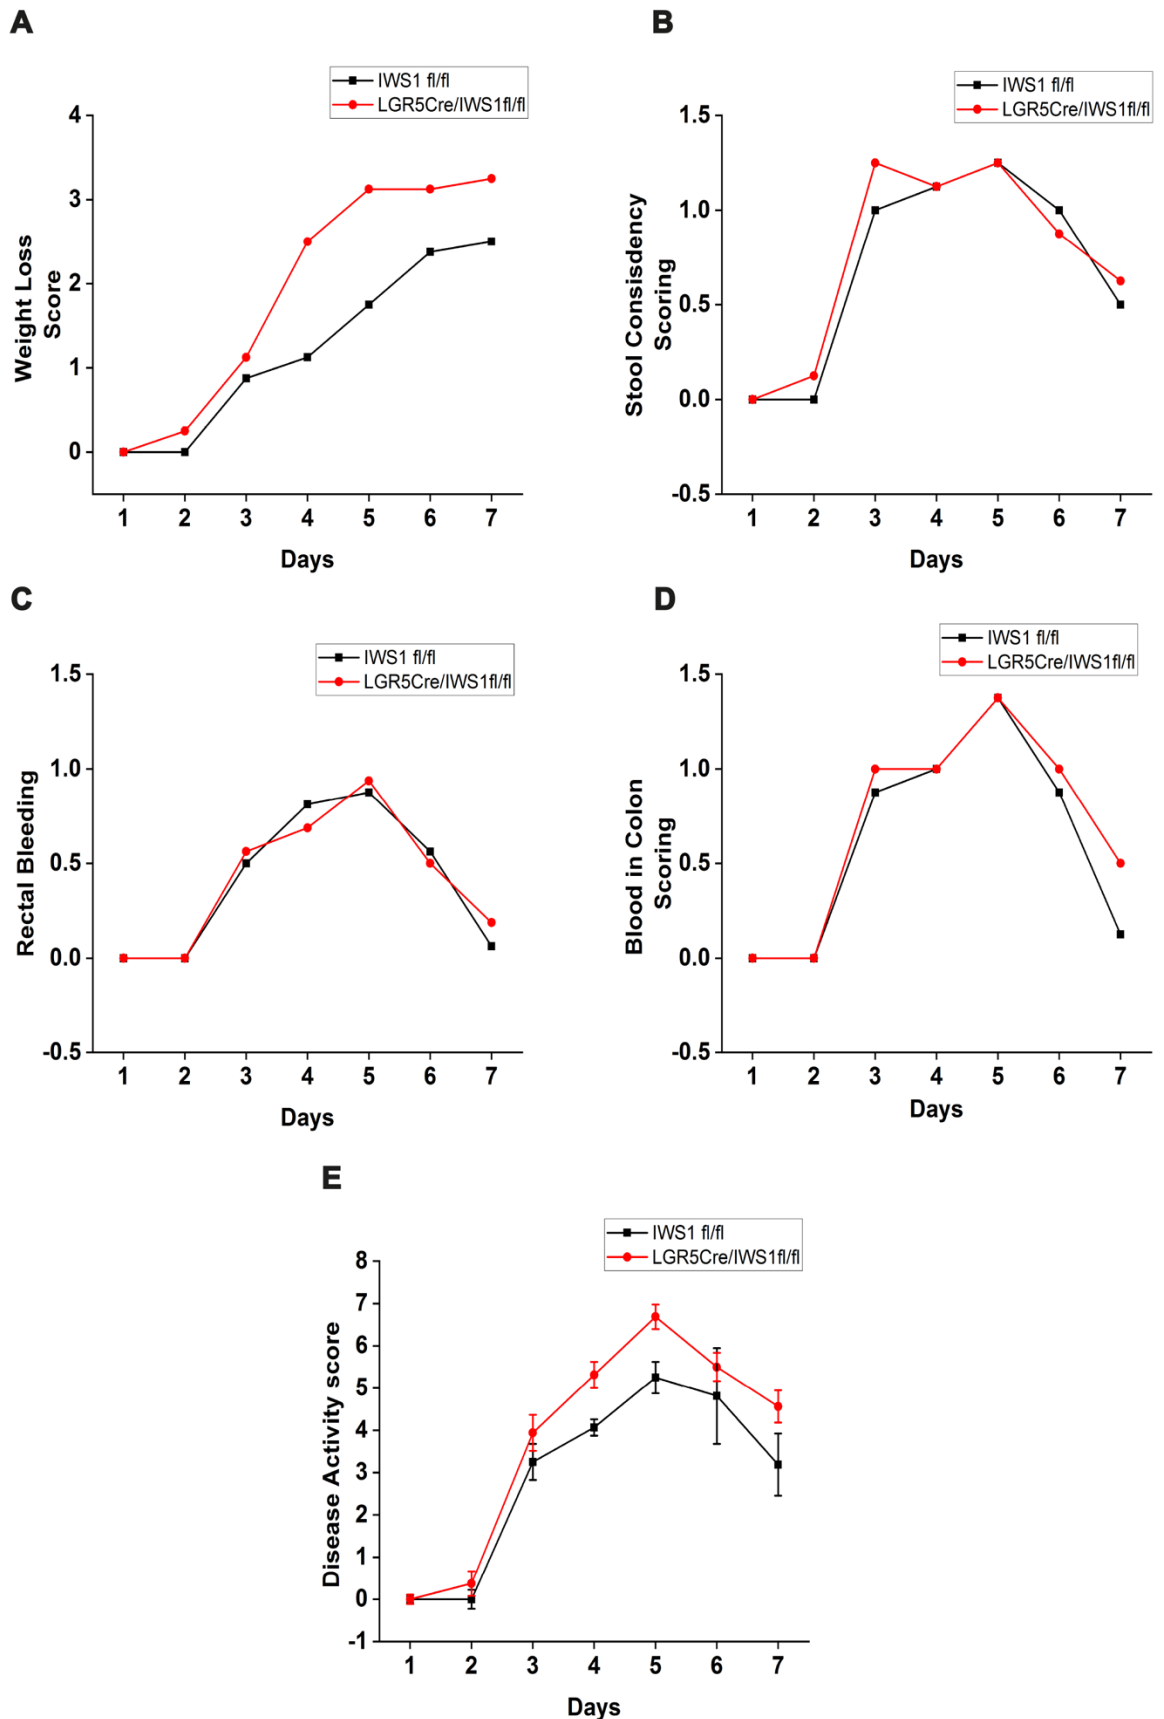 A
IWS1 fl/fl
LGR5Cre/IWS1fl/fl
4
3
2
1
0
Weight Loss
Score
1 2 3 4 5 6 7
Days
B
IWS1 fl/fl
LGR5Cre/IWS1fl/fl
1.5
1.0
0.5
0.0
-0.5
Stool Consisdency
Scoring
1 2 3 4 5 6 7
Days
C
IWS1 fl/fl
LGR5Cre/IWS1fl/fl
1.5
1.0
0.5
0.0
-0.5
Rectal Bleeding
1 2 3 4 5 6 7
Days
D
IWS1 fl/fl
LGR5Cre/IWS1fl/fl
1.5
1.0
0.5
0.0
-0.5
Blood in Colon
Scoring
1 2 3 4 5 6 7
Days
E
IWS1 fl/fl
LGR5Cre/IWS1fl/fl
8
7
6
5
4
3
2
1
0
-1
Disease Activity score
1 2 3 4 5 6 7
Days